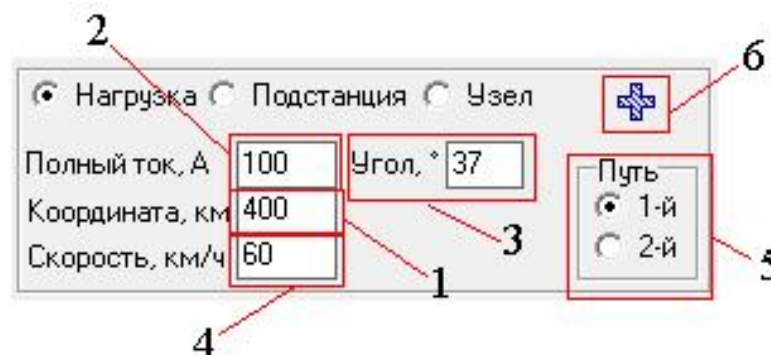 2
6
Нагрузка Подстанция Узел
Полный ток, А 100 Угол, ° 37
Путь
Координата, км 400 1-й
Скорость, км/ч 60 2-й
3
1
5
4